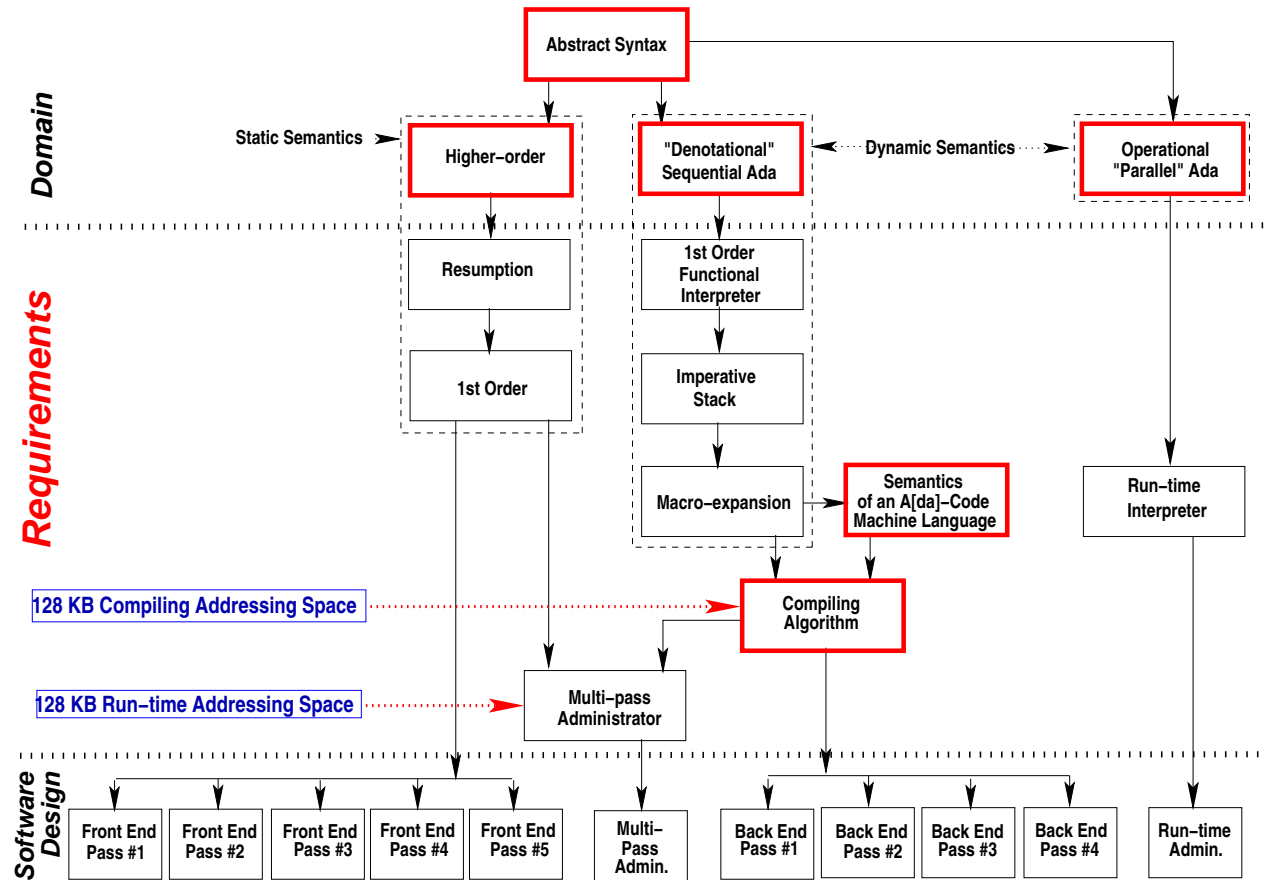 Abstract Syntax
Domain
Static Semantics
Higher-order
"Denotational"
Sequential Ada
Dynamic Semantics
Operational
"Parallel" Ada
Requirements
Resumption
1st Order
Functional
Interpreter
1st Order
Imperative
Stack
Macro-expansion
Semantics
of an A[da]-Code
Machine Language
Run-time
Interpreter
128 KB Compiling Addressing Space
Compiling
Algorithm
128 KB Run-time Addressing Space
Multi-pass
Administrator
Software
Design
Front End
Pass #1
Front End
Pass #2
Front End
Pass #3
Front End
Pass #4
Front End
Pass #5
Multi-
Pass
Admin.
Back End
Pass #1
Back End
Pass #2
Back End
Pass #3
Back End
Pass #4
Run-time
Admin.